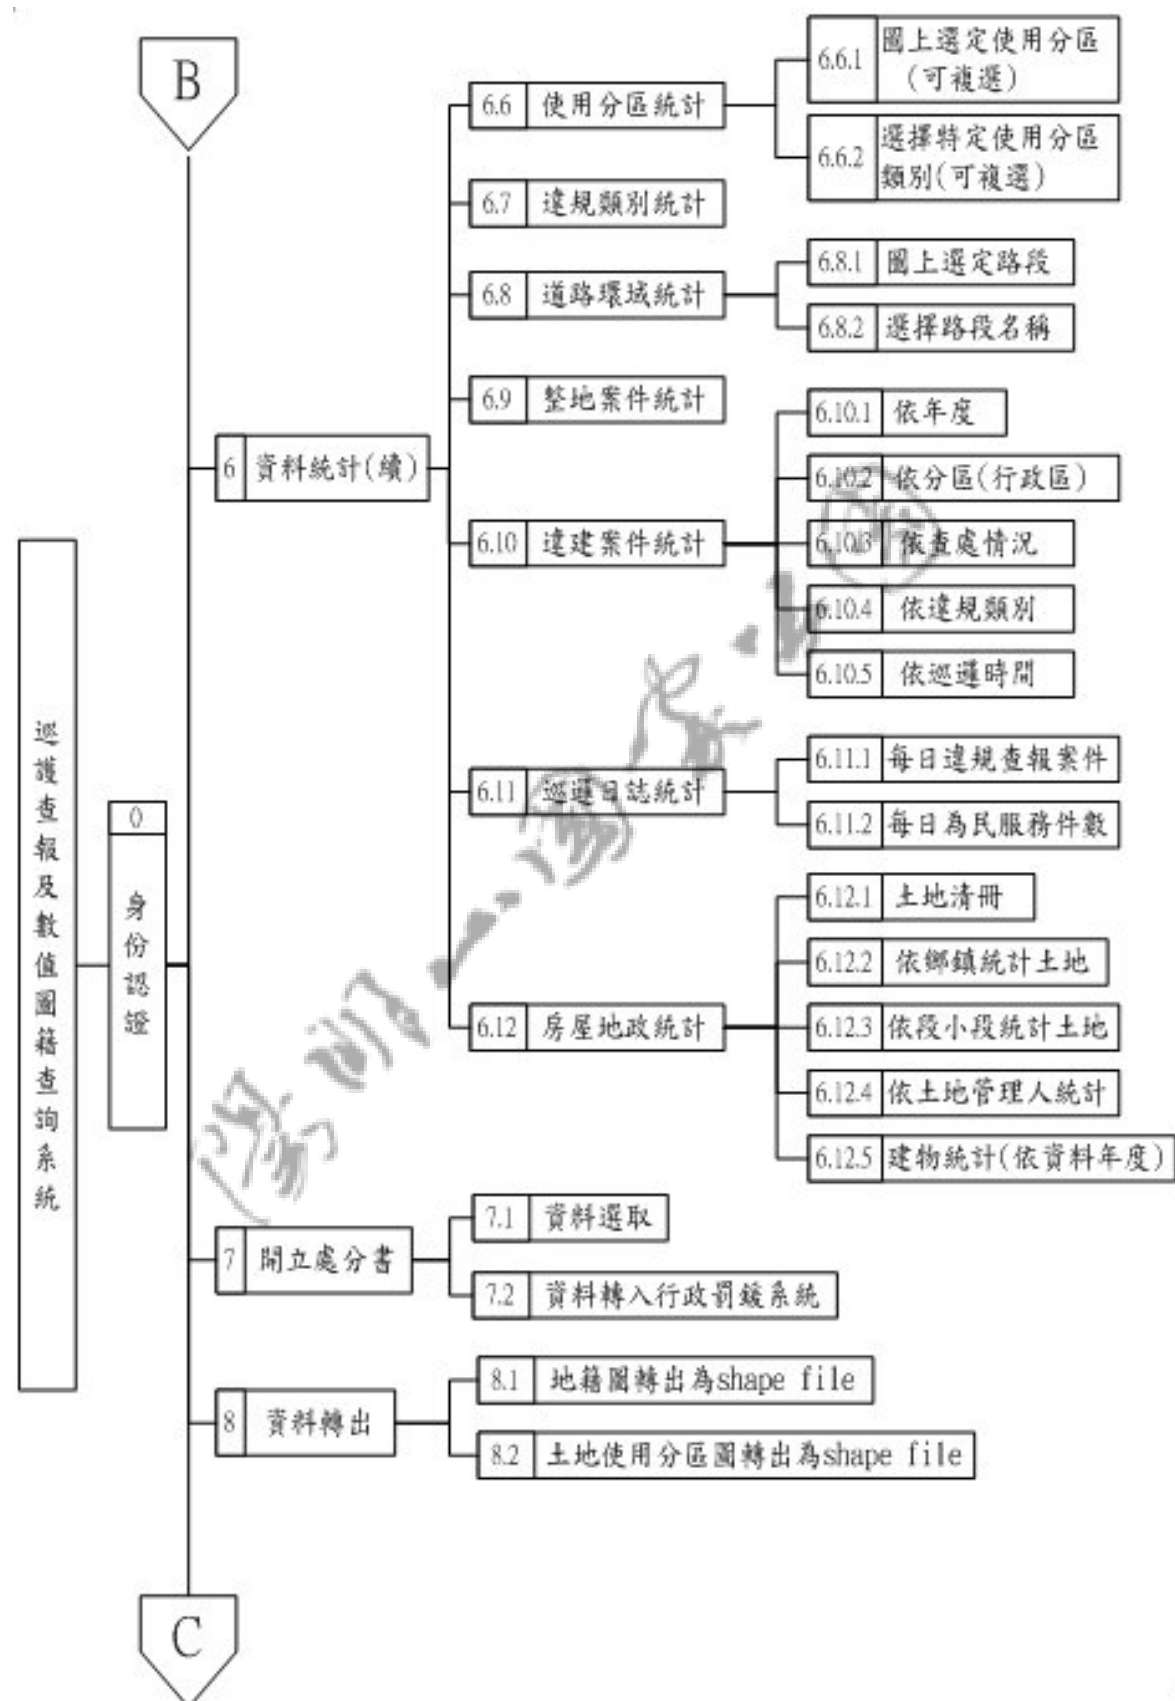 B
巡護查報及數值圖籍查詢系統
0
身份認證
6 資料統計(續)
6.6 使用分區統計
6.6.1 圖上選定使用分區
(可複選)
6.6.2 選擇特定使用分區
類別(可複選)
6.7 違規類別統計
6.8 道路環域統計
6.8.1 圖上選定路段
6.8.2 選擇路段名稱
6.9 整地案件統計
6.10 違建案件統計
6.10.1 依年度
6.10.2 依分區(行政區)
6.10.3 依查處情況
6.10.4 依違規類別
6.10.5 依巡邏時間
6.11 巡邏日誌統計
6.11.1 每日違規查報案件
6.11.2 每日為民服務件數
6.12 房屋地政統計
6.12.1 土地清冊
6.12.2 依鄉鎮統計土地
6.12.3 依段小段統計土地
6.12.4 依土地管理人統計
6.12.5 建物統計(依資料年度)
7 開立處分書
7.1 資料選取
7.2 資料轉入行政罰鍰系統
8 資料轉出
8.1 地籍圖轉出為shape file
8.2 土地使用分區圖轉出為shape file
C